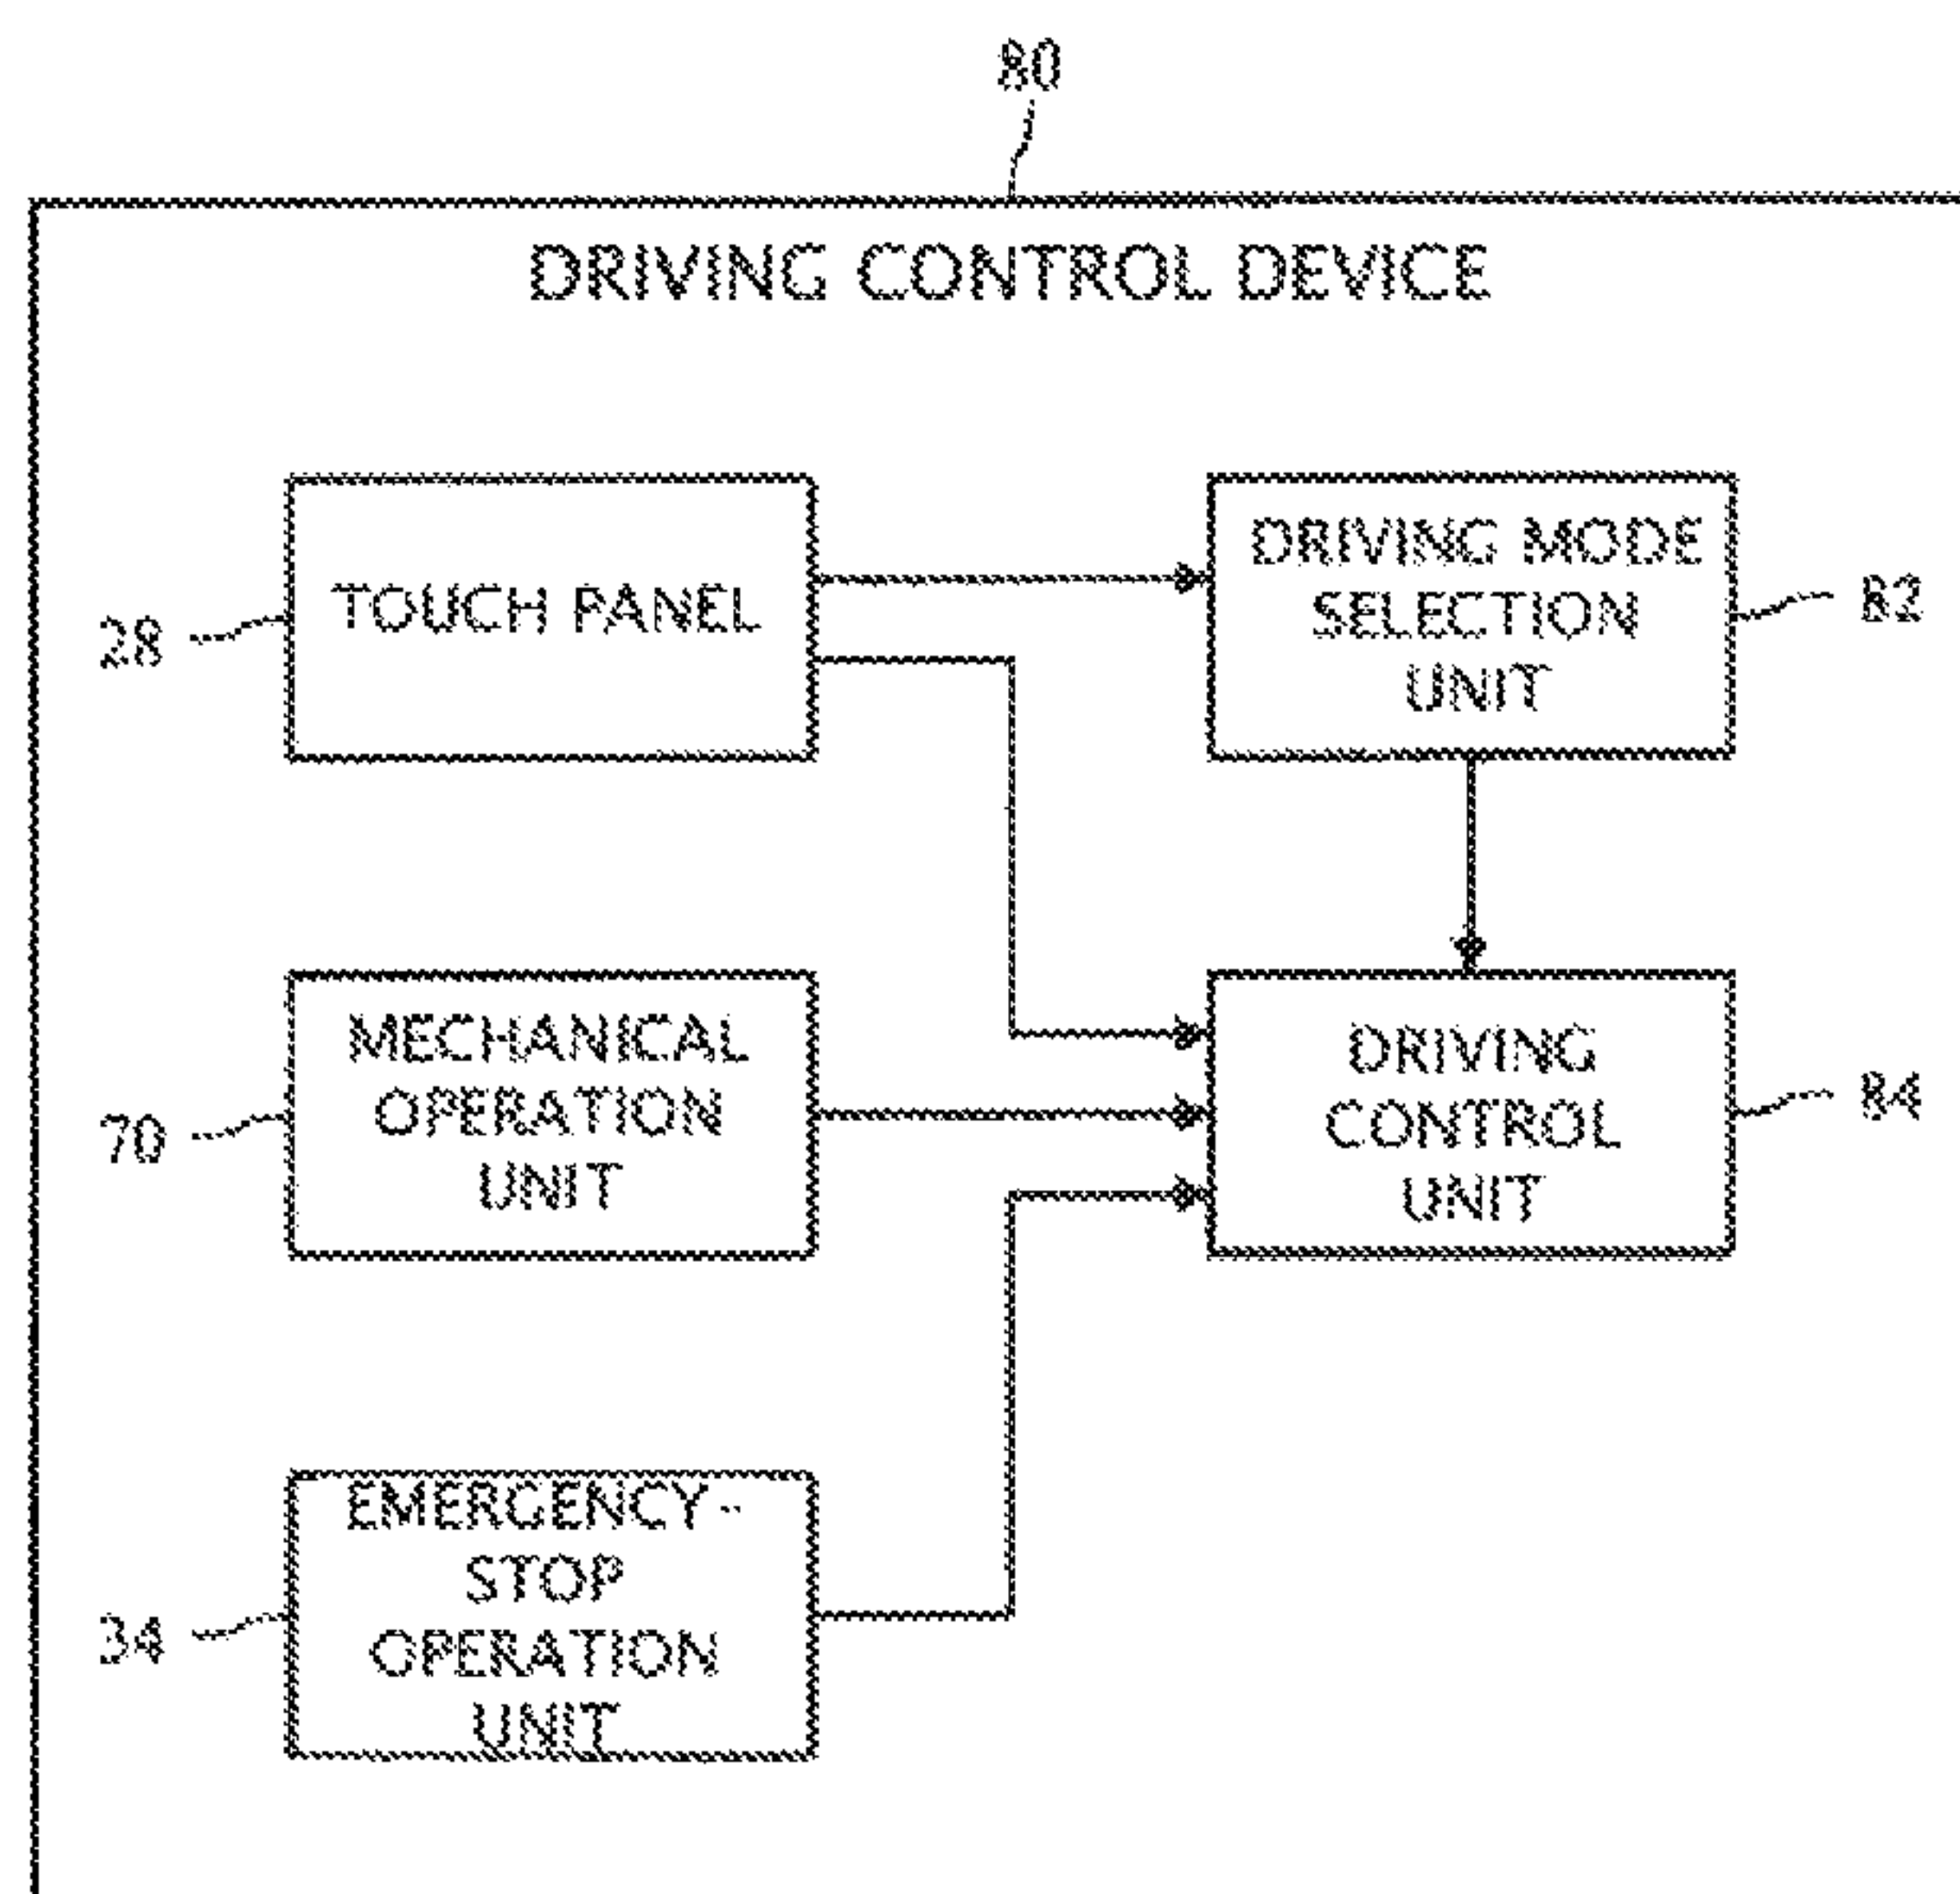 80
DRIVING CONTROL DEVICE
28
TOUCH PANEL
DRIVING MODE
SELECTION
UNIT
82
70
MECHANICAL
OPERATION
UNIT
DRIVING
CONTROL
UNIT
84
34
EMERGENCY-
STOP
OPERATION
UNIT